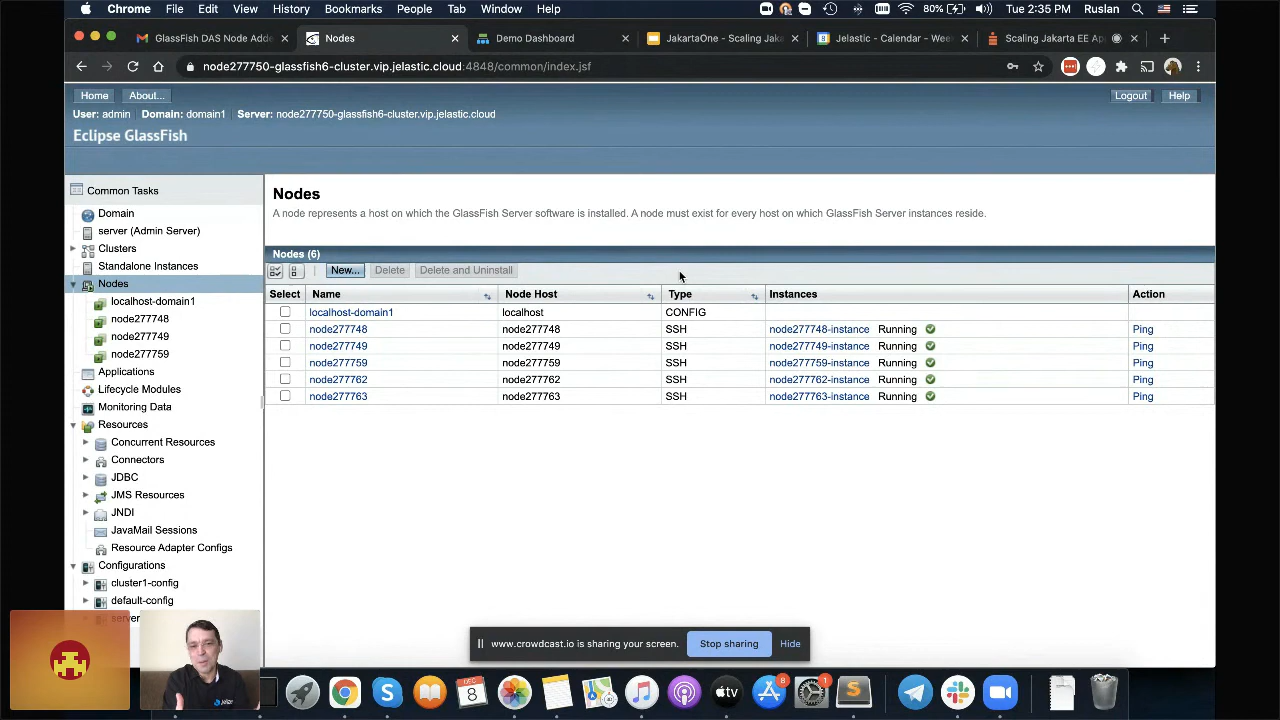 Chrome File Edit View History Bookmarks People Tab Window Help 80% Tue 2:35 PM Ruslan
GlassFish DAS Node Adde Nodes Demo Dashboard JakartaOne - Scaling Jaka Jelastic - Calendar - Wee Scaling Jakarta EE Ap
node277750-glassfish6-cluster.vip.jelastic.cloud:4848/common/index.jsf
Home About... Logout Help
User: admin Domain: domain1 Server: node277750-glassfish6-cluster.vip.jelastic.cloud
Eclipse GlassFish
Common Tasks
Domain
server (Admin Server)
Clusters
Standalone Instances
Nodes
localhost-domain1
node277748
node277749
node277759
Applications
Lifecycle Modules
Monitoring Data
Resources
Concurrent Resources
Connectors
JDBC
JMS Resources
JNDI
JavaMail Sessions
Resource Adapter Configs
Configurations
cluster1-config
default-config
Nodes
A node represents a host on which the GlassFish Server software is installed. A node must exist for every host on which GlassFish Server instances reside.
Nodes (6)
New... Delete Delete and Uninstall
Select Name Node Host Type Instances Action
localhost-domain1 localhost CONFIG
node277748 node277748 SSH node277748-instance Running Ping
node277749 node277749 SSH node277749-instance Running Ping
node277759 node277759 SSH node277759-instance Running Ping
node277762 node277762 SSH node277762-instance Running Ping
node277763 node277763 SSH node277763-instance Running Ping
www.crowdcast.io is sharing your screen. Stop sharing Hide
DEC 8
tv
8
1